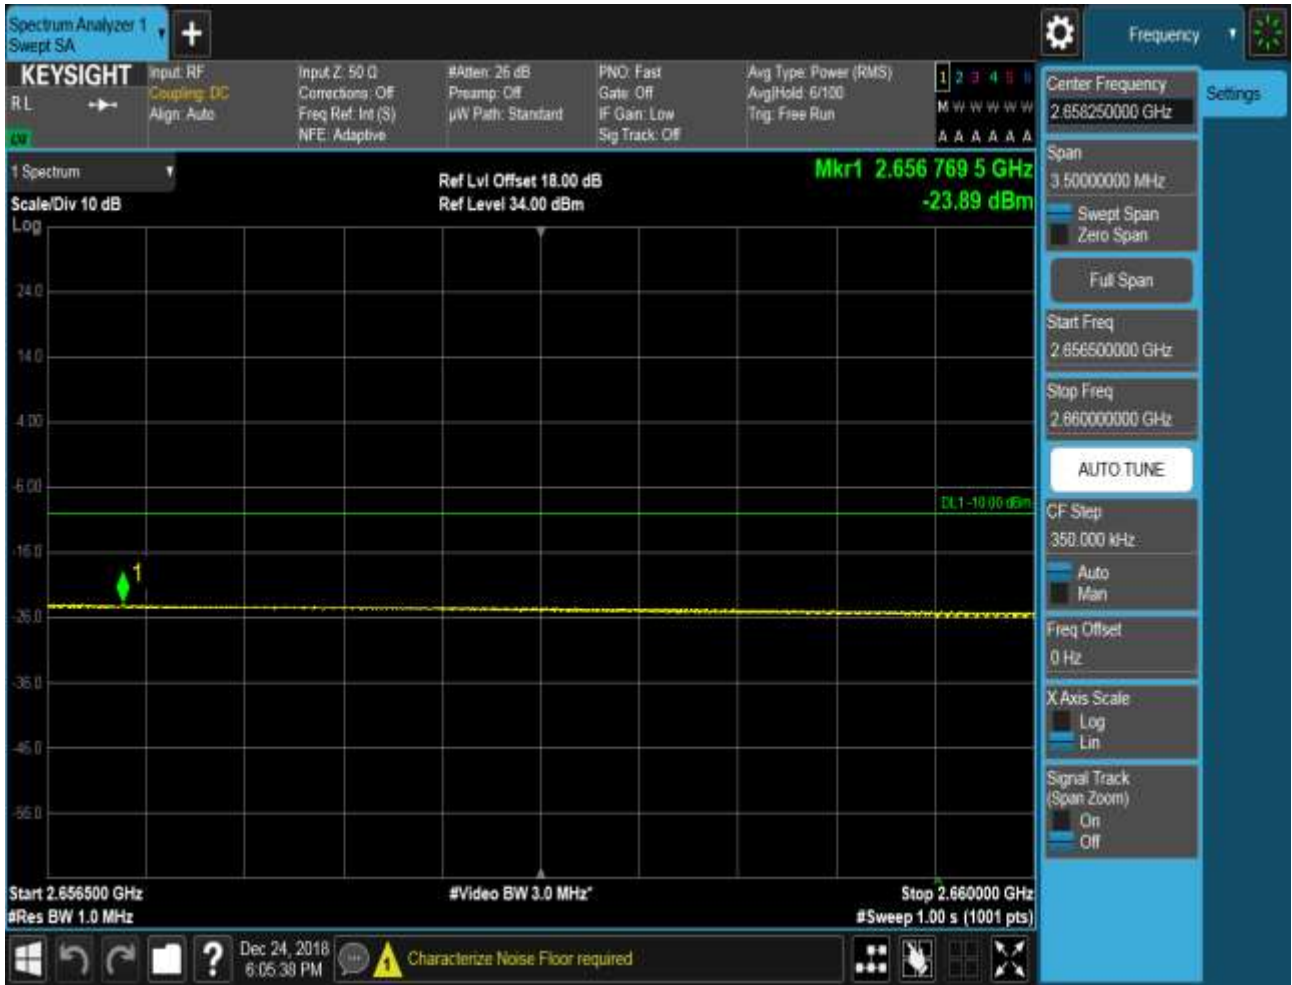 Spectrum Analyzer 1
Swept SA
Frequency
KEYSIGHT
RL
Input: RF
Coupling: DC
Align: Auto
Input Z: 50 Ω
Corrections: Off
Freq Ref: Int (S)
NFE: Adaptive
#Atten: 26 dB
Preamp: Off
µW Path: Standard
PNO: Fast
Gate: Off
IF Gain: Low
Sig Track: Off
Avg Type: Power (RMS)
Avg|Hold: 6/100
Trig: Free Run
1 2 3 4 5 6
M W W W W W
A A A A A A
1 Spectrum
Scale/Div 10 dB
Log
Ref Lvl Offset 18.00 dB
Ref Level 34.00 dBm
Mkr1 2.656 769 5 GHz
-23.89 dBm
24.0
14.0
4.00
-6.00
-16.0
-26.0
-36.0
-46.0
-56.0
DL1 -10.00 dBm
1
Start 2.656500 GHz
#Res BW 1.0 MHz
#Video BW 3.0 MHz*
Stop 2.660000 GHz
#Sweep 1.00 s (1001 pts)
Center Frequency
2.658250000 GHz
Settings
Span
3.50000000 MHz
Swept Span
Zero Span
Full Span
Start Freq
2.656500000 GHz
Stop Freq
2.660000000 GHz
AUTO TUNE
CF Step
350.000 kHz
Auto
Man
Freq Offset
0 Hz
X Axis Scale
Log
Lin
Signal Track
(Span Zoom)
On
Off
?
Dec 24, 2018
6:05:38 PM
1
Characterize Noise Floor required